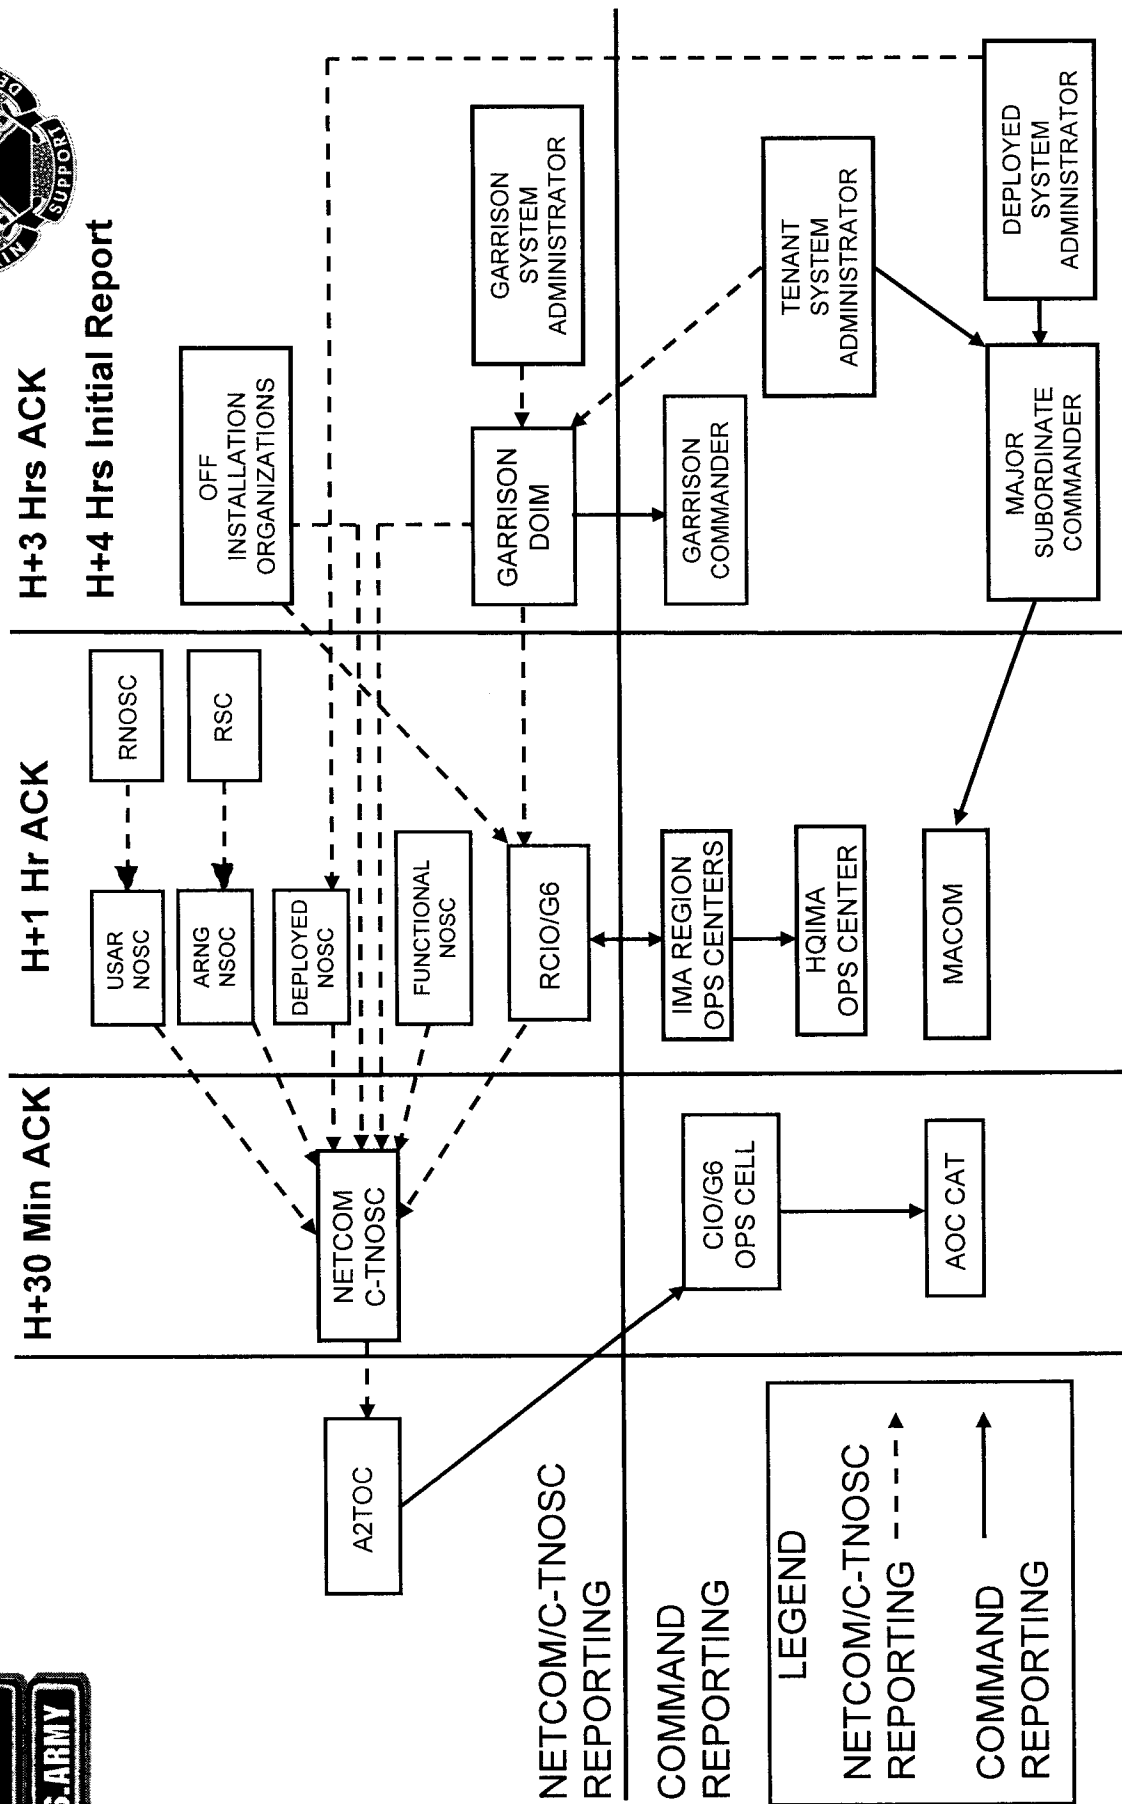 H+30 Min ACK
H+1 Hr ACK
H+3 Hrs ACK
H+4 Hrs Initial Report
SUPPORT
S.ARMY
A2TOC
NETCOM
C-TNOSC
USAR
NOSC
RNOSC
ARNG
NSOC
RSC
DEPLOYED
NOSC
FUNCTIONAL
NOSC
RCIO/G6
OFF
INSTALLATION
ORGANIZATIONS
GARRISON
DOIM
GARRISON
SYSTEM
ADMINISTRATOR
NETCOM/C-TNOSC
REPORTING
COMMAND
REPORTING
CIO/G6
OPS CELL
AOC CAT
IMA REGION
OPS CENTERS
HQIMA
OPS CENTER
MACOM
GARRISON
COMMANDER
TENANT
SYSTEM
ADMINISTRATOR
MAJOR
SUBORDINATE
COMMANDER
DEPLOYED
SYSTEM
ADMINISTRATOR
LEGEND
NETCOM/C-TNOSC
REPORTING
COMMAND
REPORTING